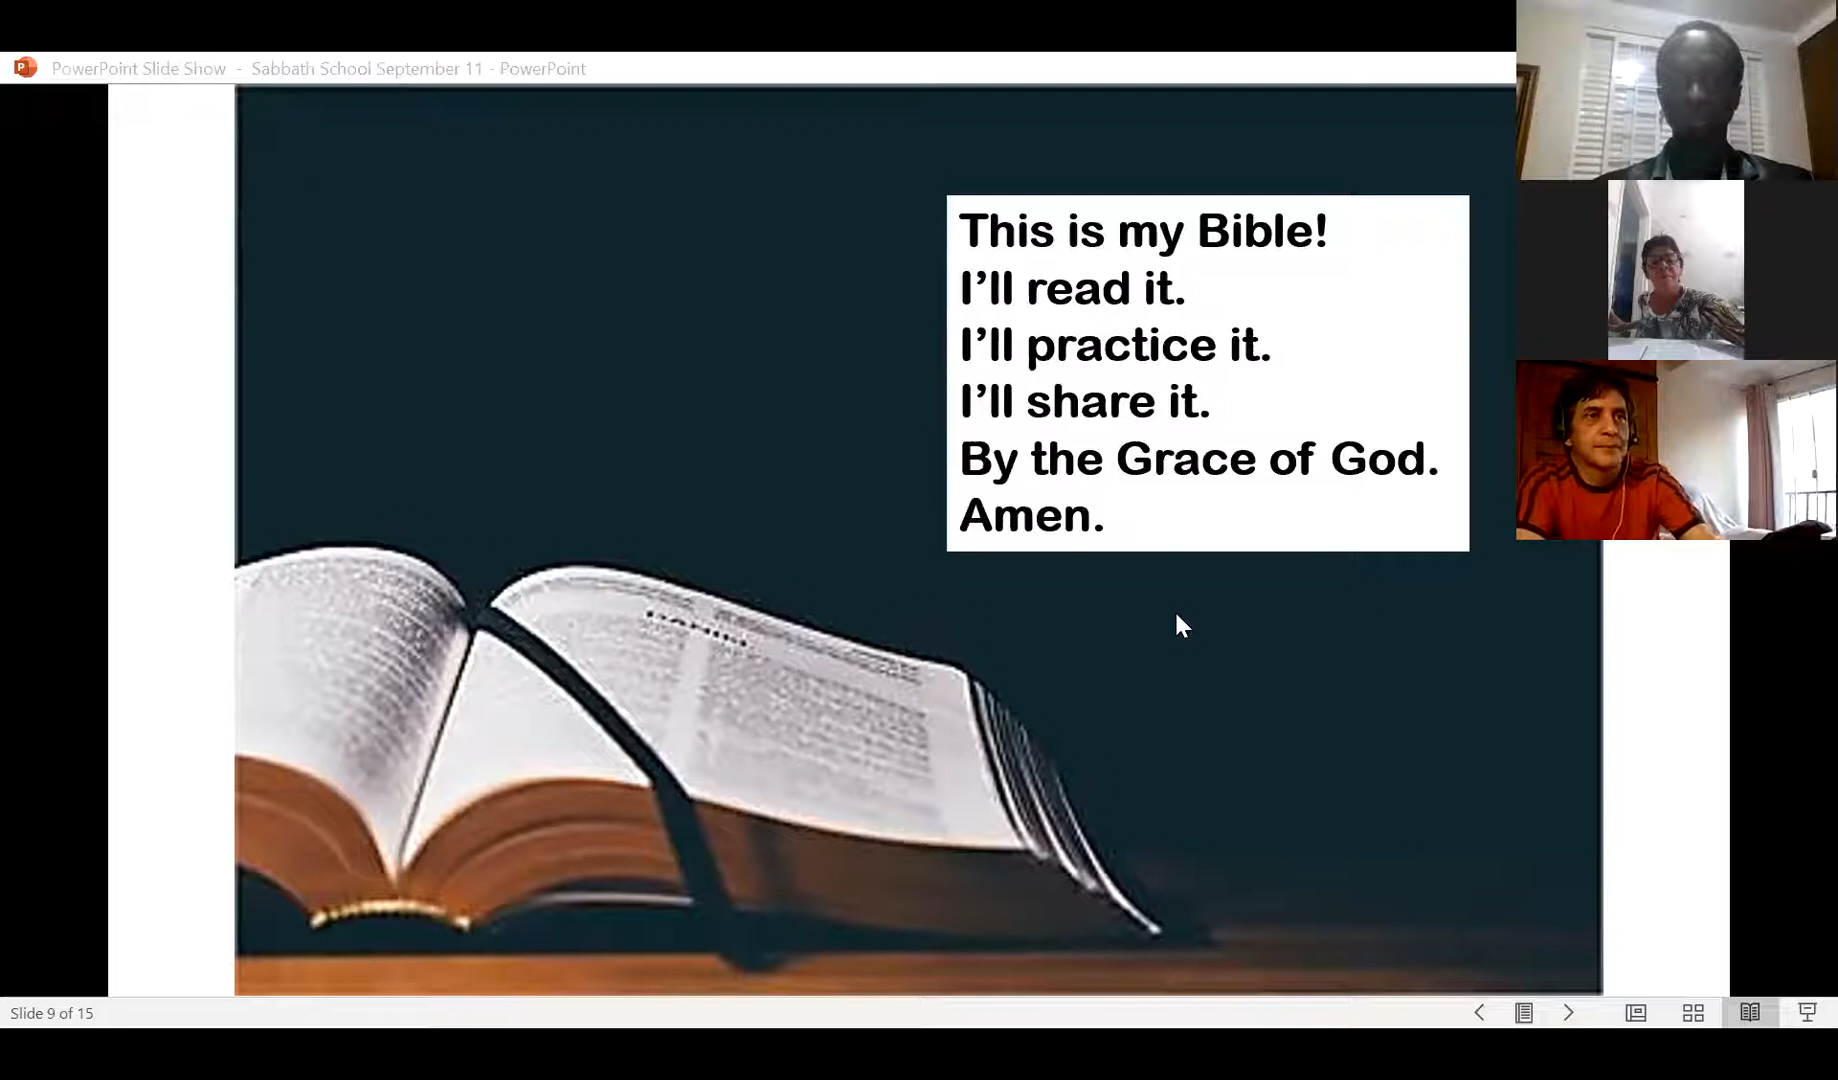 PowerPoint Slide Show - Sabbath School September 11 - PowerPoint
This is my Bible!
I’ll read it.
I’ll practice it.
I’ll share it.
By the Grace of God.
Amen.
Slide 9 of 15